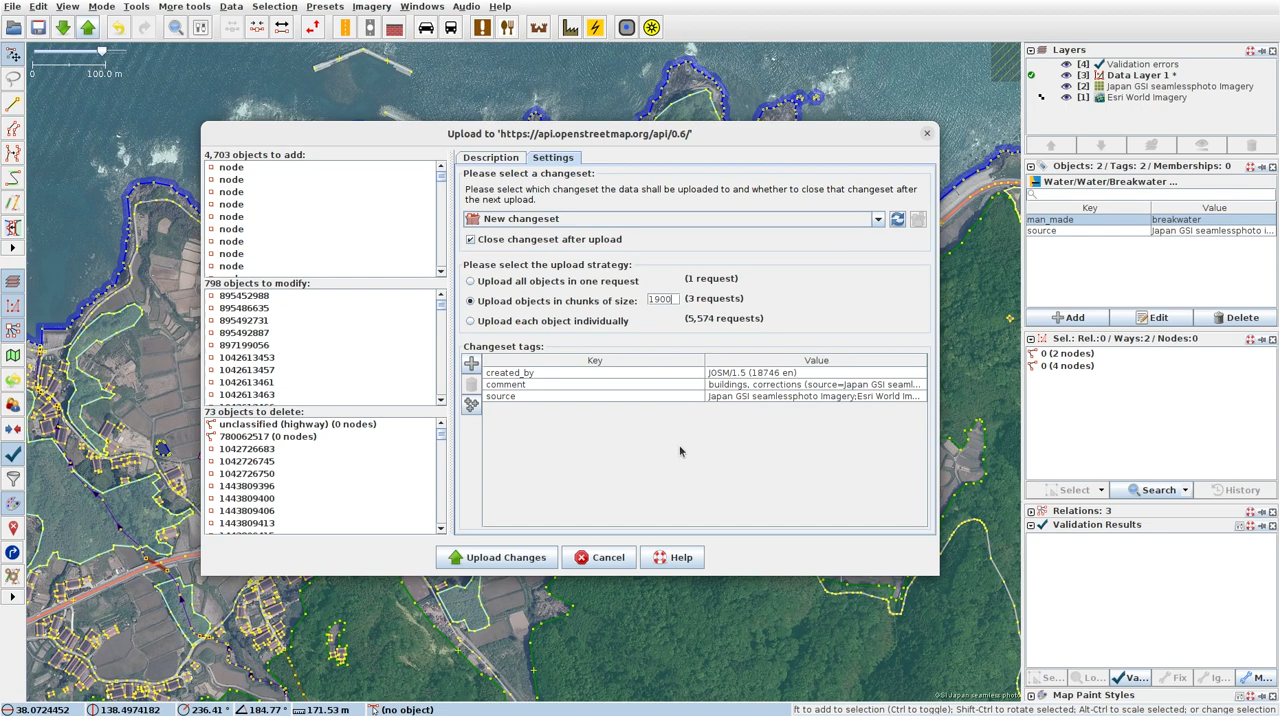 File Edit View Mode Tools More tools Data Selection Presets Imagery Windows Audio Help
0 100.0 m
Upload to 'https://api.openstreetmap.org/api/0.6/'
4,703 objects to add:
node
node
node
node
node
node
node
node
node
798 objects to modify:
895452988
895486635
895492731
895492887
897199056
1042613453
1042613457
1042613461
1042613463
73 objects to delete:
unclassified (highway) (0 nodes)
780062517 (0 nodes)
1042726683
1042726745
1042726750
1443809396
1443809400
1443809406
1443809413
Description Settings
Please select a changeset:
Please select which changeset the data shall be uploaded to and whether to close that changeset after
the next upload.
New changeset
Close changeset after upload
Please select the upload strategy:
Upload all objects in one request (1 request)
Upload objects in chunks of size: 1900 (3 requests)
Upload each object individually (5,574 requests)
Changeset tags:
Key Value
created_by JOSM/1.5 (18746 en)
comment buildings, corrections (source=Japan GSI seaml...
source Japan GSI seamlessphoto Imagery;Esri World Im...
Upload Changes Cancel Help
Layers
[4] Validation errors
[3] Data Layer 1 *
[2] Japan GSI seamlessphoto Imagery
[1] Esri World Imagery
Objects: 2 / Tags: 2 / Memberships: 0
Water/Water/Breakwater ...
Key Value
man_made breakwater
source Japan GSI seamlessphoto i...
Add Edit Delete
Sel.: Rel.:0 / Ways:2 / Nodes:0
0 (2 nodes)
0 (4 nodes)
Select Search History
Relations: 3
Validation Results
Se... Lo... Va... Fix Ig... M...
Map Paint Styles
GSI Japan seamless photo
38.0724452 138.4974182 236.41 ° 184.77° 171.53 m (no object)
ft to add to selection (Ctrl to toggle); Shift-Ctrl to rotate selected; Alt-Ctrl to scale selected; or change selection